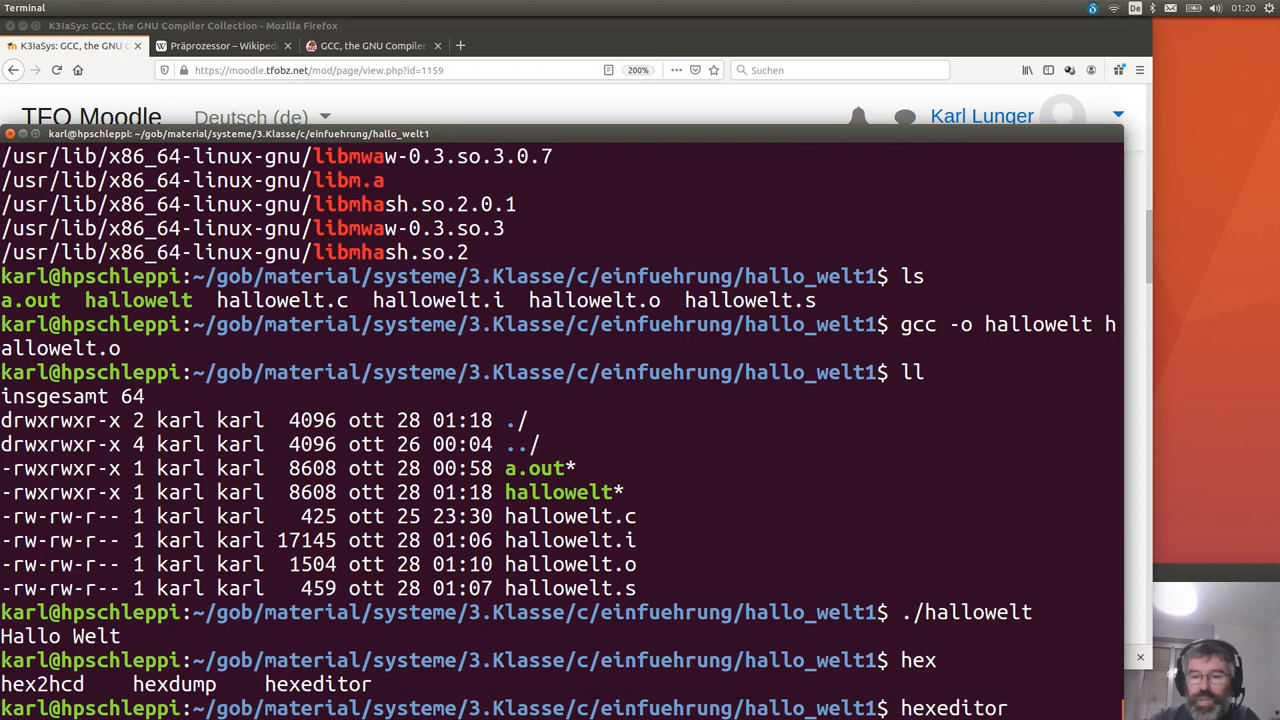 Terminal
De
01:20
K3IaSys: GCC, the GNU Compiler Collection - Mozilla Firefox
K3IaSys: GCC, the GNU C
Präprozessor – Wikipedi
GCC, the GNU Compiler
https://moodle.tfobz.net/mod/page/view.php?id=1159
200%
Suchen
TFO Moodle
Deutsch (de)
Karl Lunger
karl@hpschleppi: ~/gob/material/systeme/3.Klasse/c/einfuehrung/hallo_welt1
/usr/lib/x86_64-linux-gnu/libmwaw-0.3.so.3.0.7
/usr/lib/x86_64-linux-gnu/libm.a
/usr/lib/x86_64-linux-gnu/libmhash.so.2.0.1
/usr/lib/x86_64-linux-gnu/libmwaw-0.3.so.3
/usr/lib/x86_64-linux-gnu/libmhash.so.2
karl@hpschleppi:~/gob/material/systeme/3.Klasse/c/einfuehrung/hallo_welt1$ ls
a.out  hallowelt  hallowelt.c  hallowelt.i  hallowelt.o  hallowelt.s
karl@hpschleppi:~/gob/material/systeme/3.Klasse/c/einfuehrung/hallo_welt1$ gcc -o hallowelt h
allowelt.o
karl@hpschleppi:~/gob/material/systeme/3.Klasse/c/einfuehrung/hallo_welt1$ ll
insgesamt 64
drwxrwxr-x 2 karl karl  4096 ott 28 01:18 ./
drwxrwxr-x 4 karl karl  4096 ott 26 00:04 ../
-rwxrwxr-x 1 karl karl  8608 ott 28 00:58 a.out*
-rwxrwxr-x 1 karl karl  8608 ott 28 01:18 hallowelt*
-rw-rw-r-- 1 karl karl   425 ott 25 23:30 hallowelt.c
-rw-rw-r-- 1 karl karl 17145 ott 28 01:06 hallowelt.i
-rw-rw-r-- 1 karl karl  1504 ott 28 01:10 hallowelt.o
-rw-rw-r-- 1 karl karl   459 ott 28 01:07 hallowelt.s
karl@hpschleppi:~/gob/material/systeme/3.Klasse/c/einfuehrung/hallo_welt1$ ./hallowelt
Hallo Welt
karl@hpschleppi:~/gob/material/systeme/3.Klasse/c/einfuehrung/hallo_welt1$ hex
hex2hcd    hexdump    hexeditor
karl@hpschleppi:~/gob/material/systeme/3.Klasse/c/einfuehrung/hallo_welt1$ hexeditor